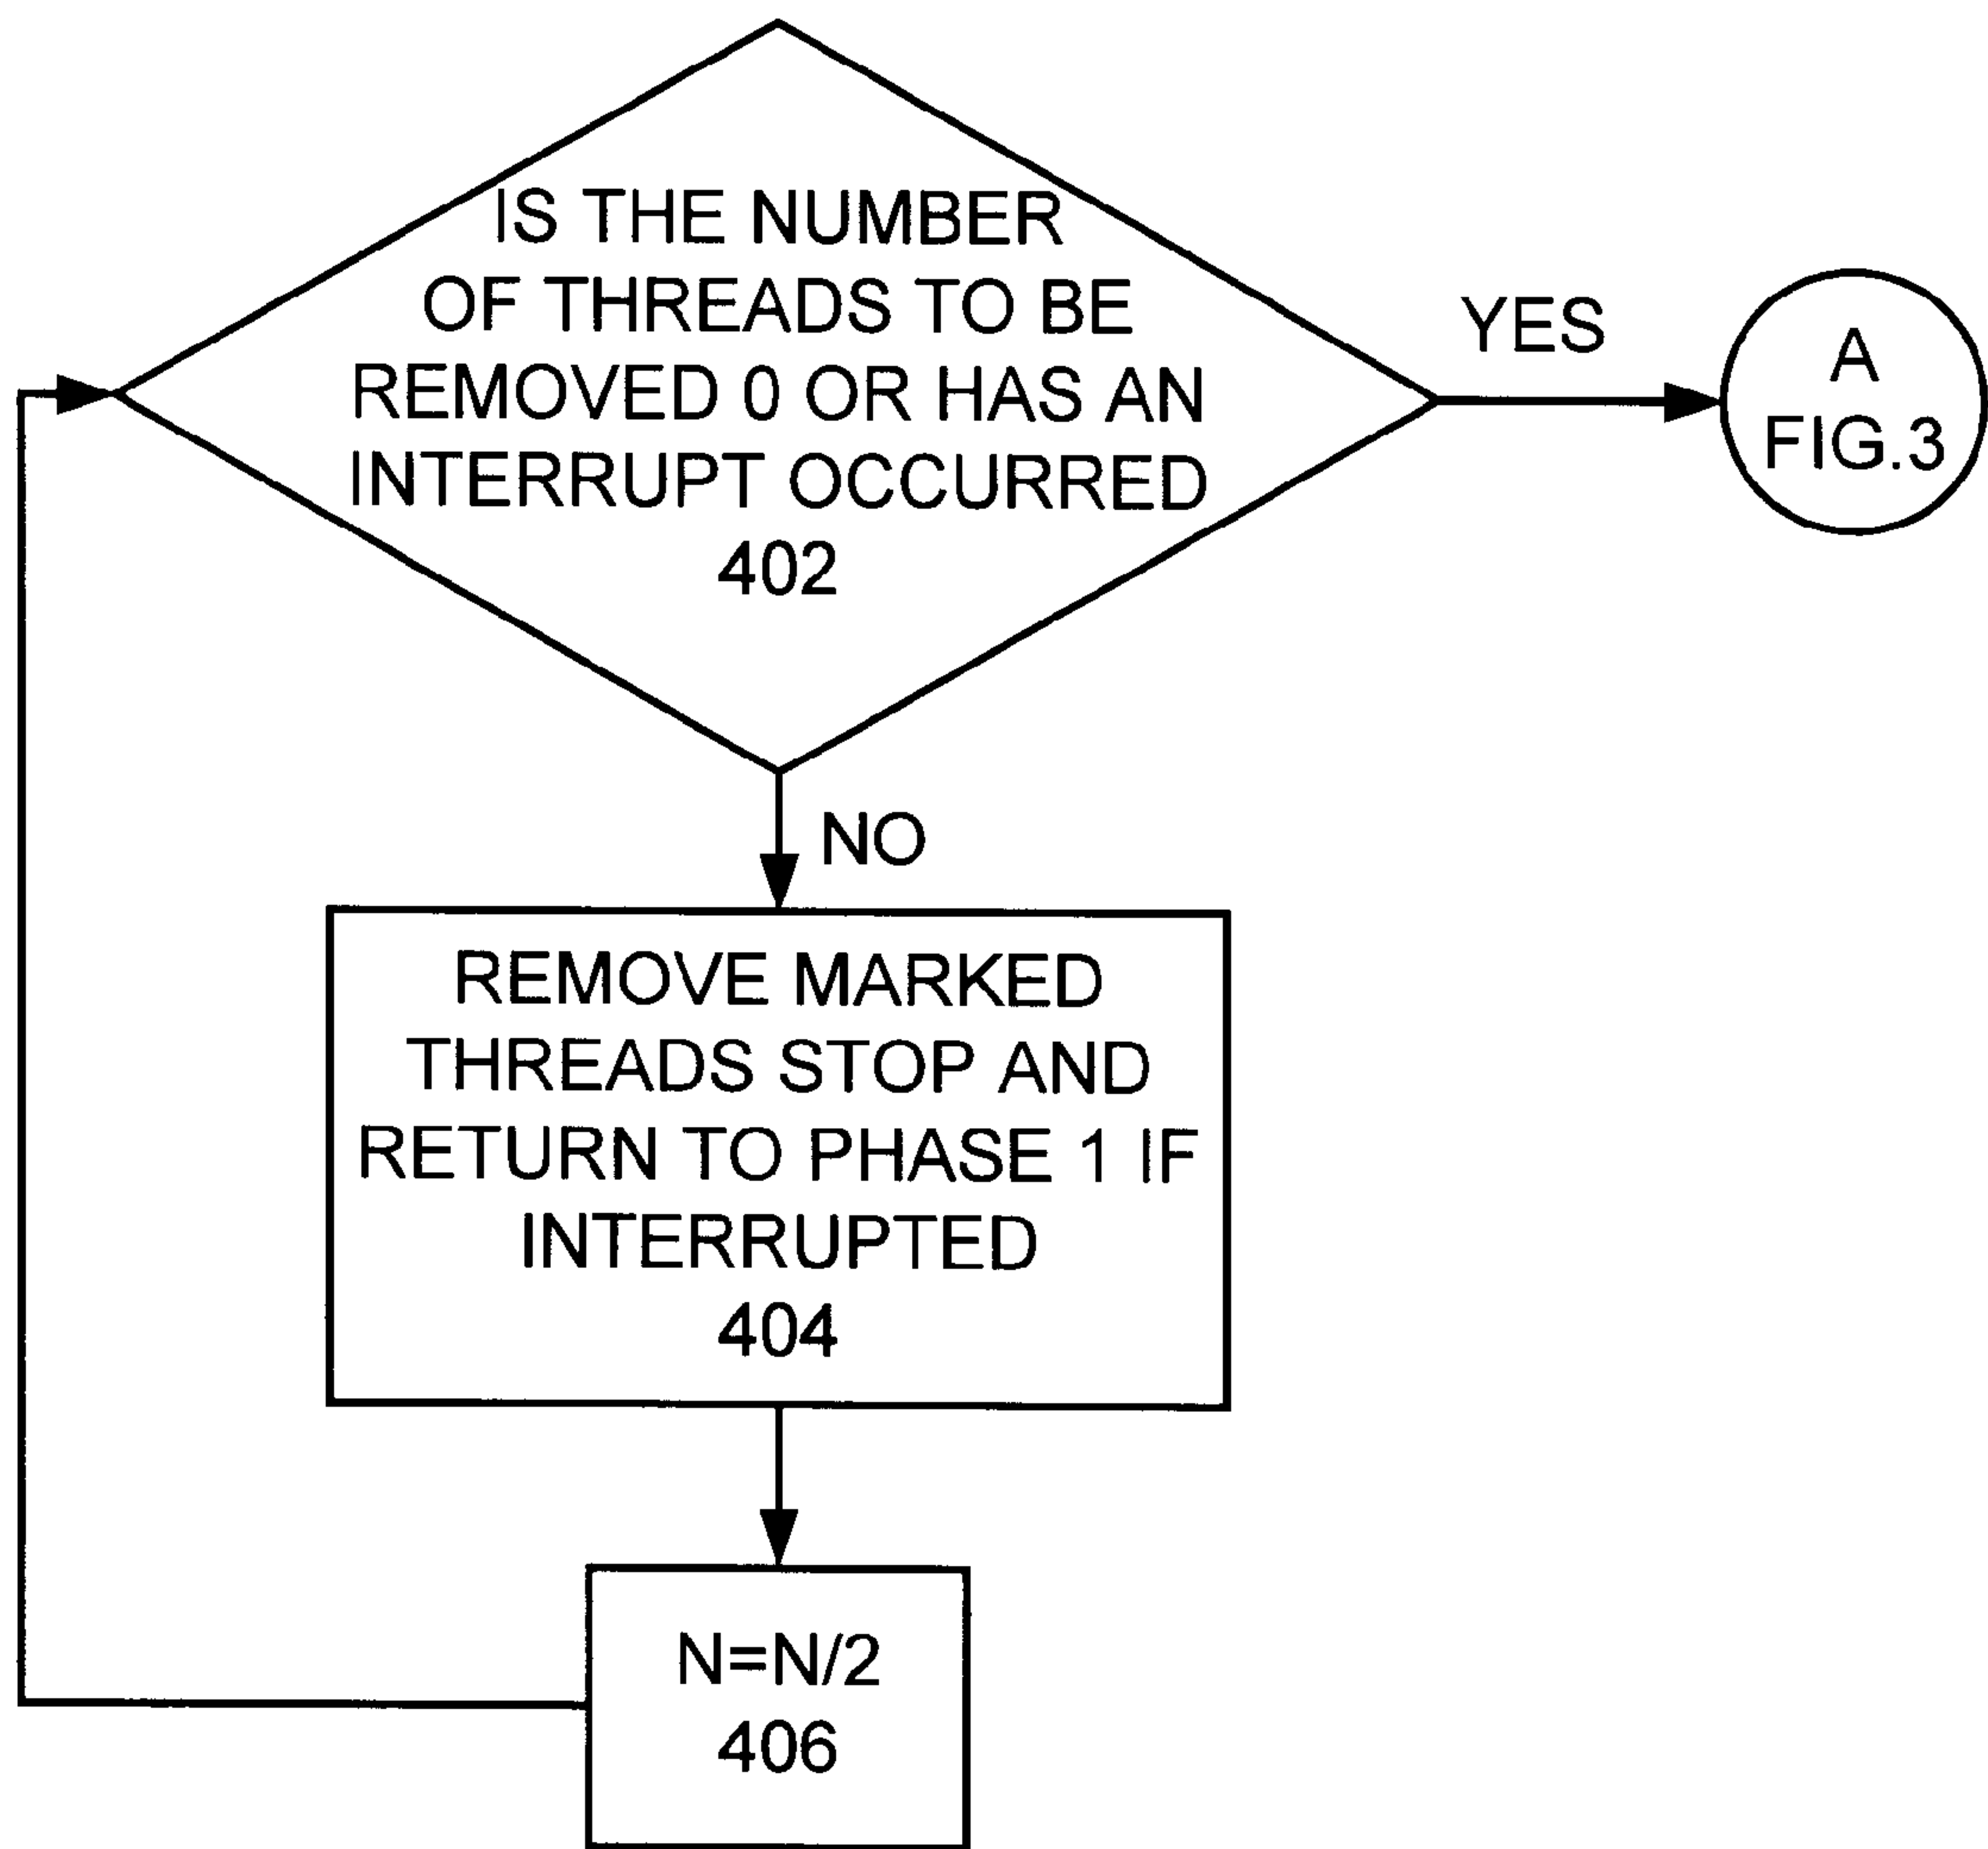 IS THE NUMBER
OF THREADS TO BE
REMOVED 0 OR HAS AN
INTERRUPT OCCURRED
402
YES
A
FIG.3
NO
REMOVE MARKED
THREADS STOP AND
RETURN TO PHASE 1 IF
INTERRUPTED
404
N=N/2
406